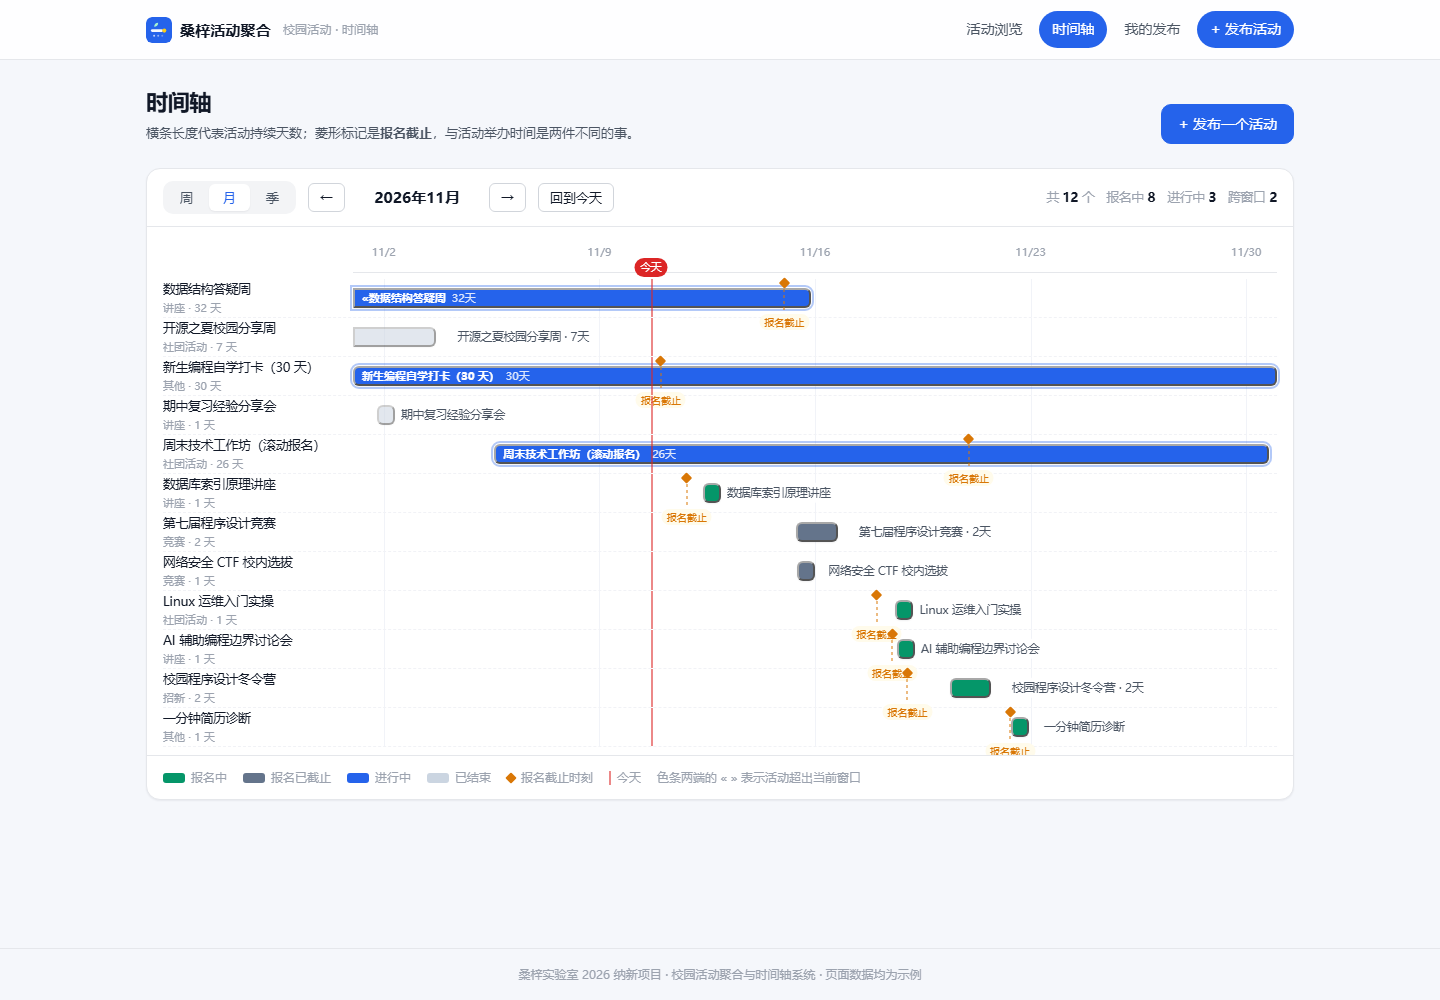 桑梓活动聚合 校园活动 · 时间轴 活动浏览 时间轴 我的发布 + 发布活动
时间轴
横条长度代表活动持续天数；菱形标记是报名截止，与活动举办时间是两件不同的事。
+ 发布一个活动
周 月 季 ← 2026年11月 → 回到今天 共 12 个 报名中 8 进行中 3 跨窗口 2
11/2 11/9 11/16 11/23 11/30
今天
数据结构答疑周
讲座 · 32 天
«数据结构答疑周 32天
报名截止
开源之夏校园分享周
社团活动 · 7 天
开源之夏校园分享周 · 7天
新生编程自学打卡（30 天）
其他 · 30 天
新生编程自学打卡（30 天） 30天
报名截止
期中复习经验分享会
讲座 · 1 天
期中复习经验分享会
周末技术工作坊（滚动报名）
社团活动 · 26 天
周末技术工作坊（滚动报名） 26天
报名截止
数据库索引原理讲座
讲座 · 1 天
数据库索引原理讲座
报名截止
第七届程序设计竞赛
竞赛 · 2 天
第七届程序设计竞赛 · 2天
网络安全 CTF 校内选拔
竞赛 · 1 天
网络安全 CTF 校内选拔
Linux 运维入门实操
社团活动 · 1 天
Linux 运维入门实操
报名截
AI 辅助编程边界讨论会
讲座 · 1 天
AI 辅助编程边界讨论会
报名截
校园程序设计冬令营
招新 · 2 天
校园程序设计冬令营 · 2天
报名截止
一分钟简历诊断
其他 · 1 天
一分钟简历诊断
报名截止
报名中 报名已截止 进行中 已结束 报名截止时刻 今天 色条两端的 « » 表示活动超出当前窗口
桑梓实验室 2026 纳新项目 · 校园活动聚合与时间轴系统 · 页面数据均为示例